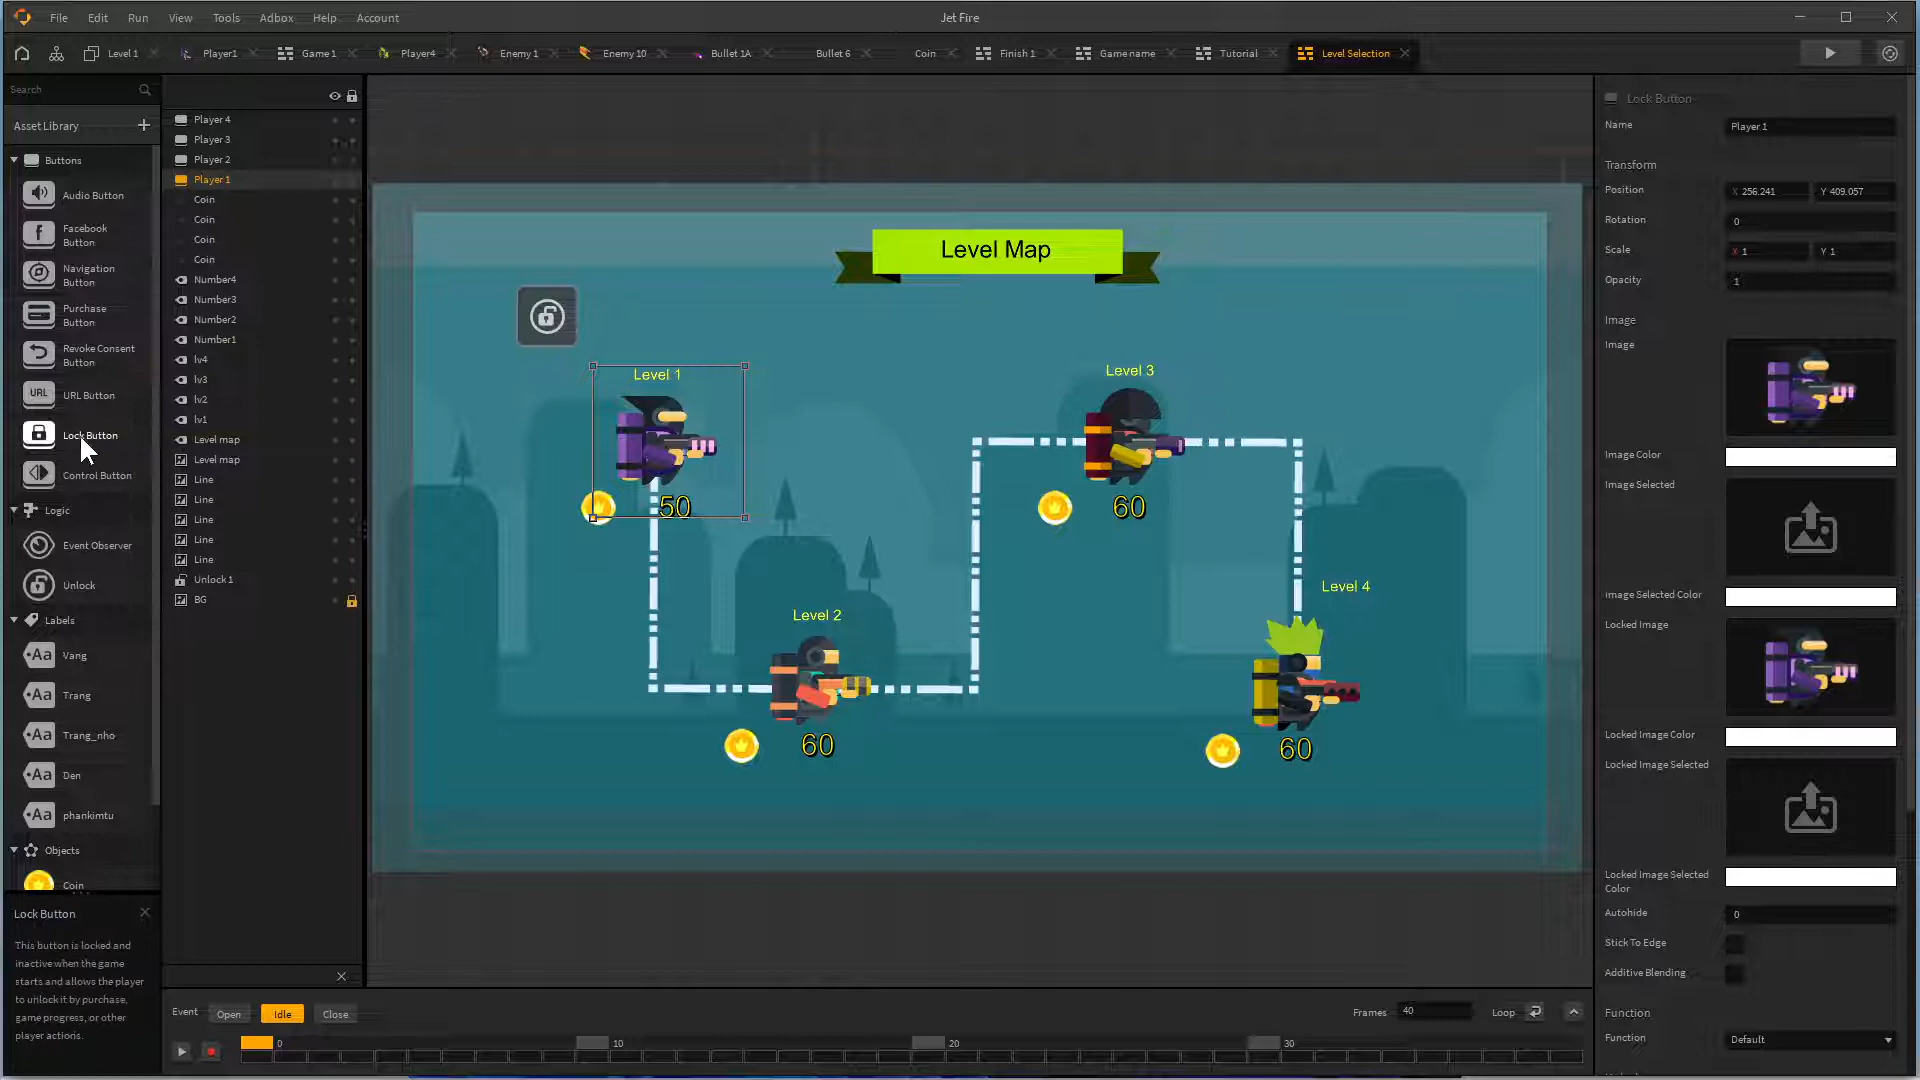 File Edit Run View Tools Adbox Help Account
Jet Fire
Level 1 Player1 Game 1 Player4 Enemy 1 Enemy 10 Bullet 1A Bullet 6 Coin Finish 1 Game name Tutorial Level Selection
Search
Asset Library
Buttons
Audio Button
Facebook
Button
Navigation
Button
Purchase
Button
Revoke Consent
Button
URL
URL Button
Lock Button
Control Button
Logic
Event Observer
Unlock
Labels
Aa Vang
Aa Trang
Aa Trang_nho
Aa Den
Aa phankimtu
Objects
Coin
Lock Button
This button is locked and
inactive when the game
starts and allows the player
to unlock it by purchase,
game progress, or other
player actions.
Player 4
Player 3
Player 2
Player 1
Coin
Coin
Coin
Coin
Number4
Number3
Number2
Number1
lv4
lv3
lv2
lv1
Level map
Level map
Line
Line
Line
Line
Line
Unlock 1
BG
Level Map
Level 1
50
Level 2
60
Level 3
60
Level 4
60
Event Open Idle Close
Frames 40 Loop
0 10 20 30
Lock Button
Name Player 1
Transform
Position X 256.241 Y 409.057
Rotation 0
Scale X 1 Y 1
Opacity 1
Image
Image
Image Color
Image Selected
Image Selected Color
Locked Image
Locked Image Color
Locked Image Selected
Locked Image Selected
Color
Autohide 0
Stick To Edge
Additive Blending
Function
Function Default